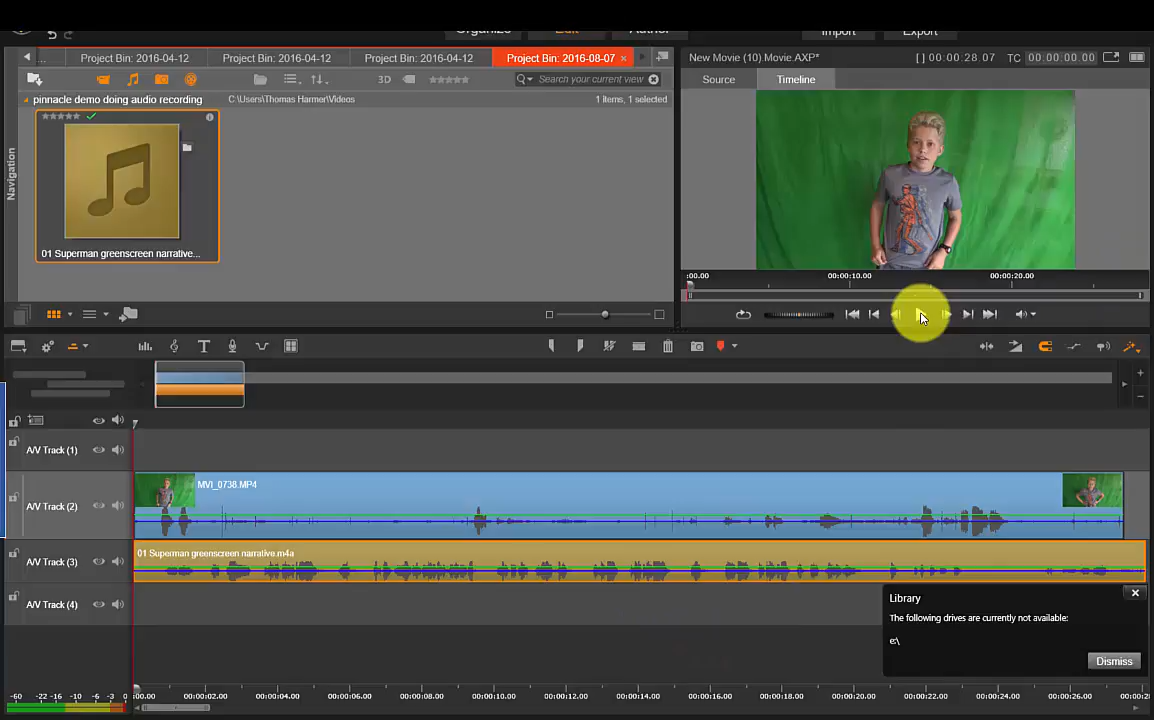 Organize Edit Author Import Export
... Project Bin: 2016-04-12 Project Bin: 2016-04-12 Project Bin: 2016-04-12 Project Bin: 2016-08-07 ×
New Movie (10) Movie.AXP* [ ] 00:00:28.07 TC 00:00:00.00
3D Search your current view
Source Timeline
pinnacle demo doing audio recording C:\Users\Thomas Harmer\Videos 1 Items, 1 selected
Navigation
01 Superman greenscreen narrative...
:00.00 00:00:10.00 00:00:20.00
A/V Track (1)
MVI_0738.MP4
A/V Track (2)
01 Superman greenscreen narrative.m4a
A/V Track (3)
A/V Track (4)
Library
The following drives are currently not available:
e:\
Dismiss
-60 -22 -16 -10 -6 -3 0 :00.00 00:00:02.00 00:00:04.00 00:00:06.00 00:00:08.00 00:00:10.00 00:00:12.00 00:00:14.00 00:00:16.00 00:00:18.00 00:00:20.00 00:00:22.00 00:00:24.00 00:00:26.00 00:00:2